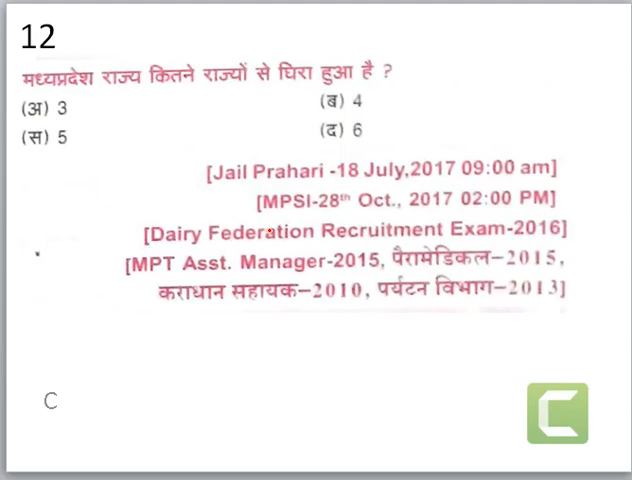 12
मध्यप्रदेश राज्य कितने राज्यों से घिरा हुआ है ?
(अ) 3 (ब) 4
(स) 5 (द) 6
[Jail Prahari -18 July,2017 09:00 am]
[MPSI-28th Oct., 2017 02:00 PM]
[Dairy Federation Recruitment Exam-2016]
[MPT Asst. Manager-2015, पैरामेडिकल–2015,
कराधान सहायक–2010, पर्यटन विभाग–2013]
C